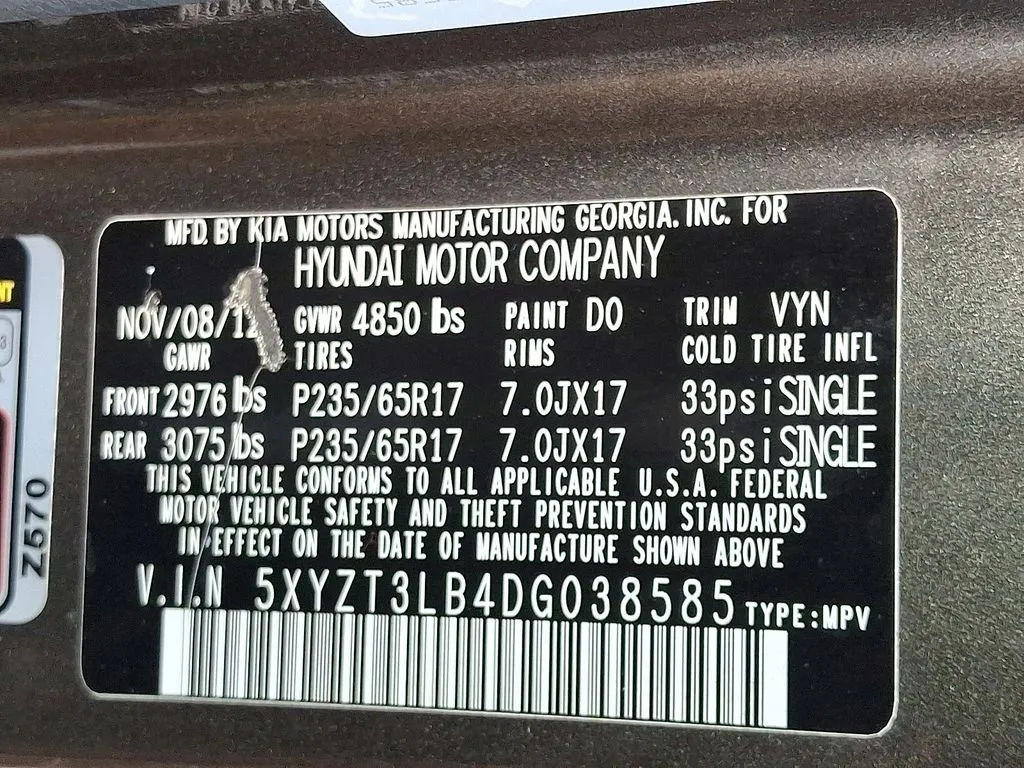 MFD. BY KIA MOTORS MANUFACTURING GEORGIA. INC. FOR
HYUNDAI MOTOR COMPANY
NOV/08/12 GVWR 4850 lbs PAINT DO TRIM VYN
GAWR TIRES RIMS COLD TIRE INFL
FRONT 2976 lbs P235/65R17 7.0JX17 33psi SINGLE
REAR 3075 lbs P235/65R17 7.0JX17 33psi SINGLE
THIS VEHICLE CONFORMS TO ALL APPLICABLE U.S.A. FEDERAL
MOTOR VEHICLE SAFETY AND THEFT PREVENTION STANDARDS
IN EFFECT ON THE DATE OF MANUFACTURE SHOWN ABOVE
V.I.N 5XYZT3LB4DG038585 TYPE:MPV
Z570